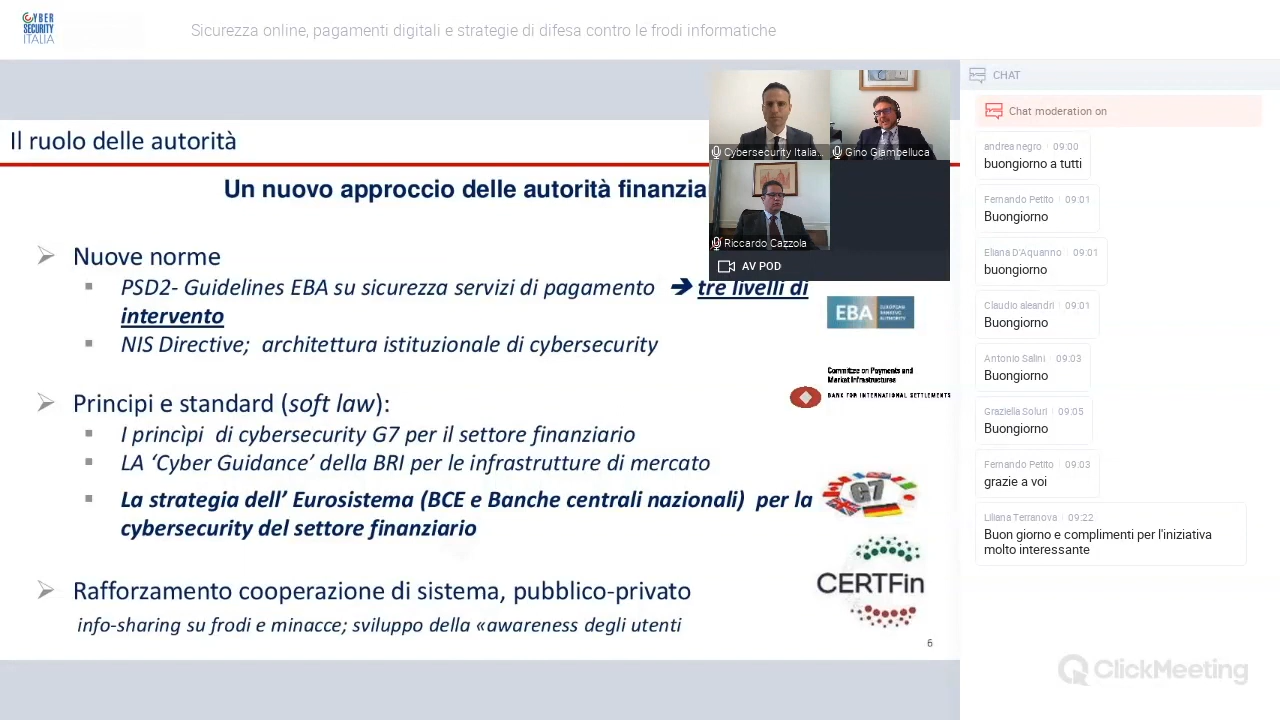 CYBER
SECURITY
ITALIA
Sicurezza online, pagamenti digitali e strategie di difesa contro le frodi informatiche
Il ruolo delle autorità
Un nuovo approccio delle autorità finanzia
Nuove norme
PSD2- Guidelines EBA su sicurezza servizi di pagamento ➔ tre livelli di
intervento
NIS Directive; architettura istituzionale di cybersecurity
Principi e standard (soft law):
I princìpi di cybersecurity G7 per il settore finanziario
LA ‘Cyber Guidance’ della BRI per le infrastrutture di mercato
La strategia dell’ Eurosistema (BCE e Banche centrali nazionali) per la
cybersecurity del settore finanziario
Rafforzamento cooperazione di sistema, pubblico-privato
info-sharing su frodi e minacce; sviluppo della «awareness degli utenti
EBA EUROPEAN
BANKING
AUTHORITY
Committee on Payments and
Market Infrastructures
BANK FOR INTERNATIONAL SETTLEMENTS
G7
CERTFin
6
Cybersecurity Italia...
Gino Giambelluca
Riccardo Cazzola
AV POD
CHAT
Chat moderation on
andrea negro 09:00
buongiorno a tutti
Fernando Petito 09:01
Buongiorno
Eliana D'Aquanno 09:01
buongiorno
Claudio aleandri 09:01
Buongiorno
Antonio Salini. 09:03
Buongiorno
Graziella Soluri 09:05
Buongiorno
Fernando Petito 09:03
grazie a voi
Liliana Terranova 09:22
Buon giorno e complimenti per l'iniziativa
molto interessante
ClickMeeting